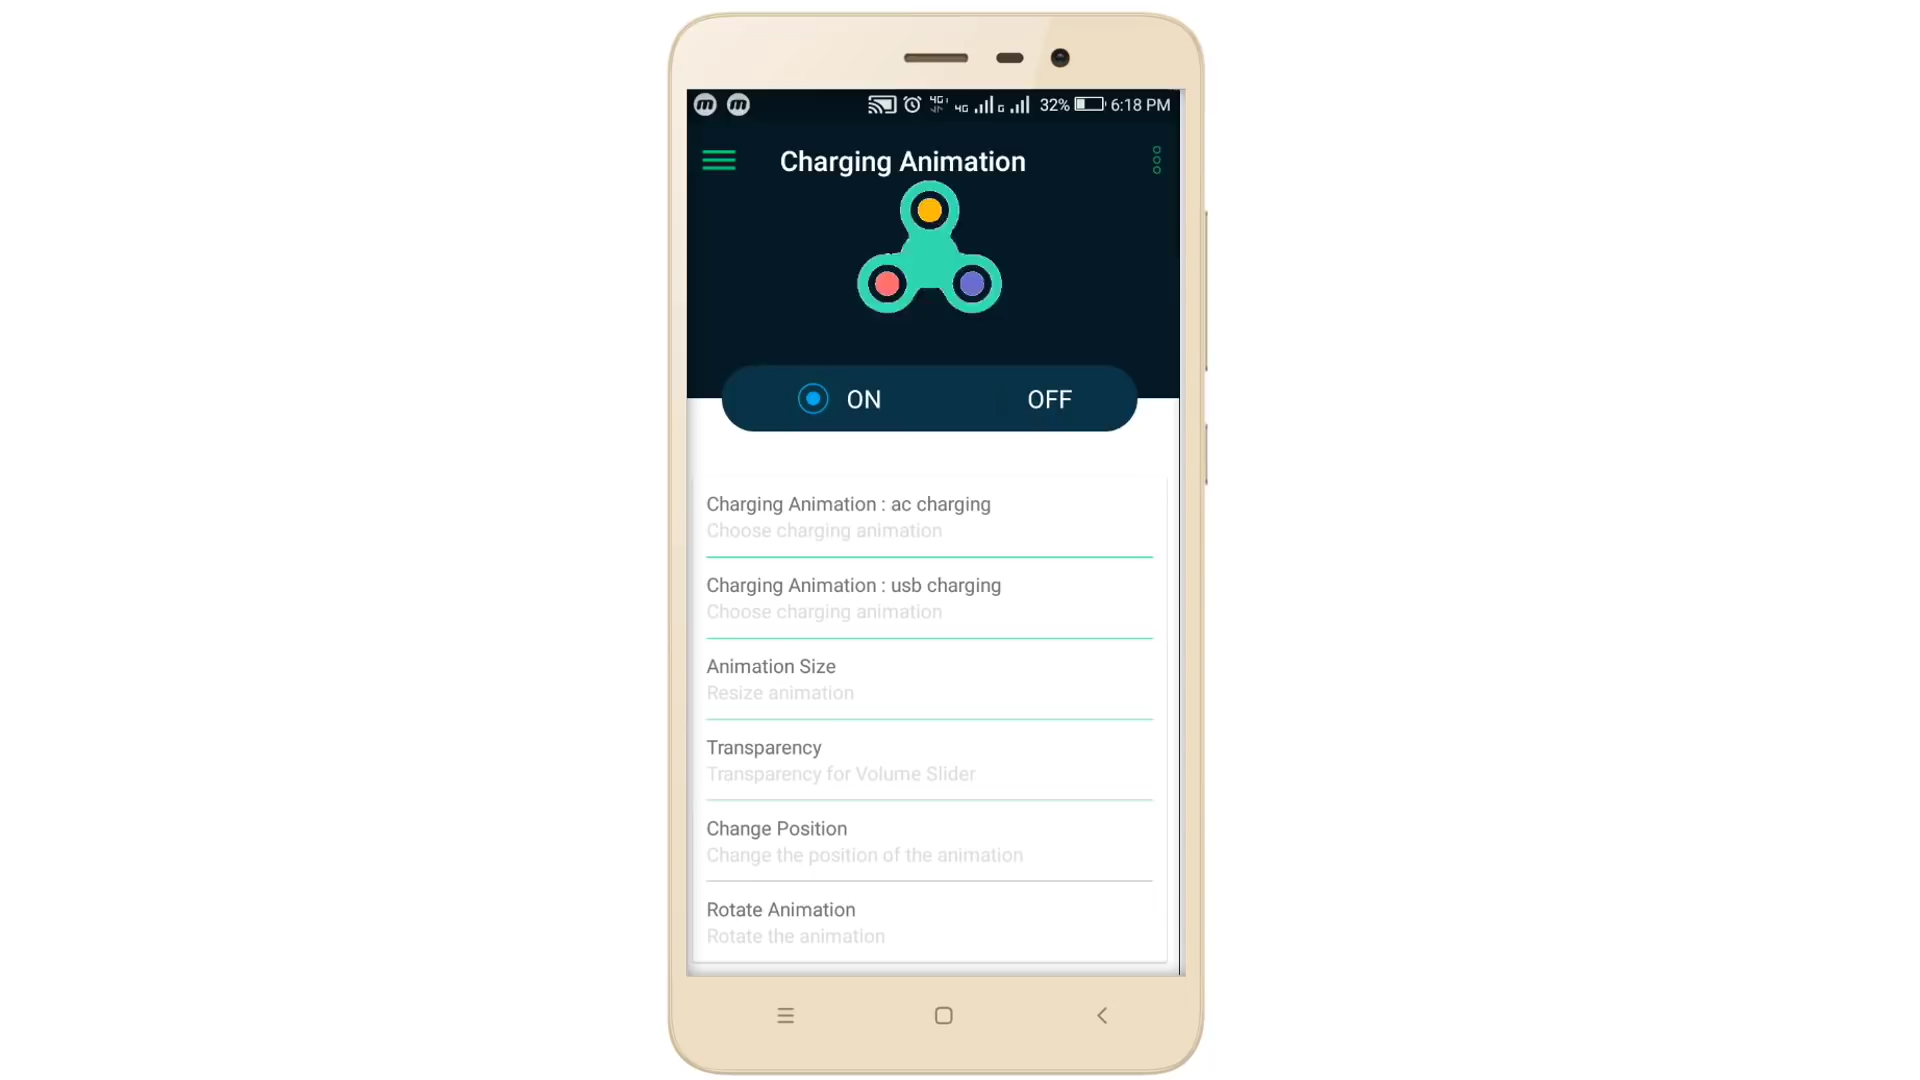 32% 6:18 PM
Charging Animation
ON OFF
Charging Animation : ac charging
Choose charging animation
Charging Animation : usb charging
Choose charging animation
Animation Size
Resize animation
Transparency
Transparency for Volume Slider
Change Position
Change the position of the animation
Rotate Animation
Rotate the animation